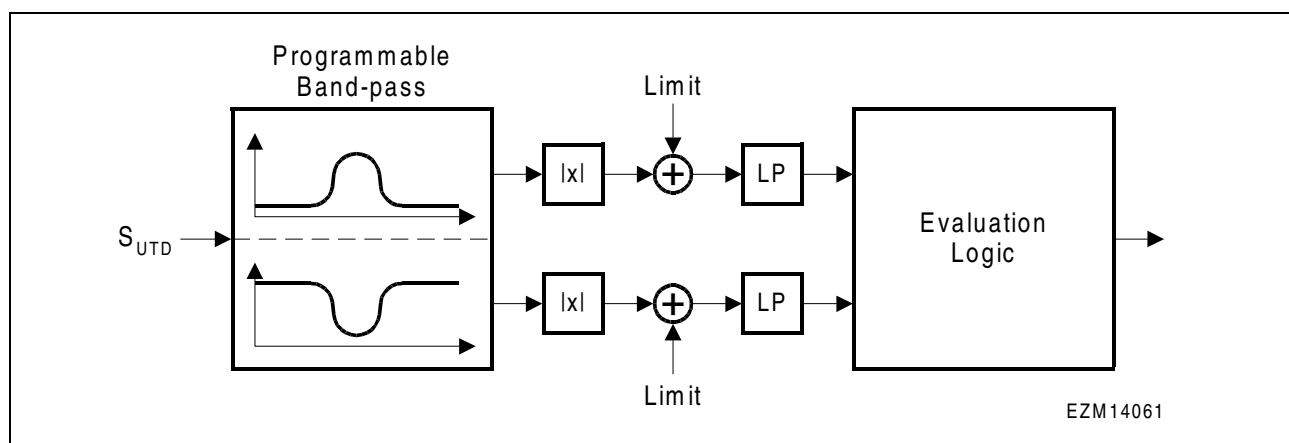 Programmable
Band-pass
Limit
|x|
LP
S_UTD
Evaluation
Logic
|x|
LP
Limit
EZM14061